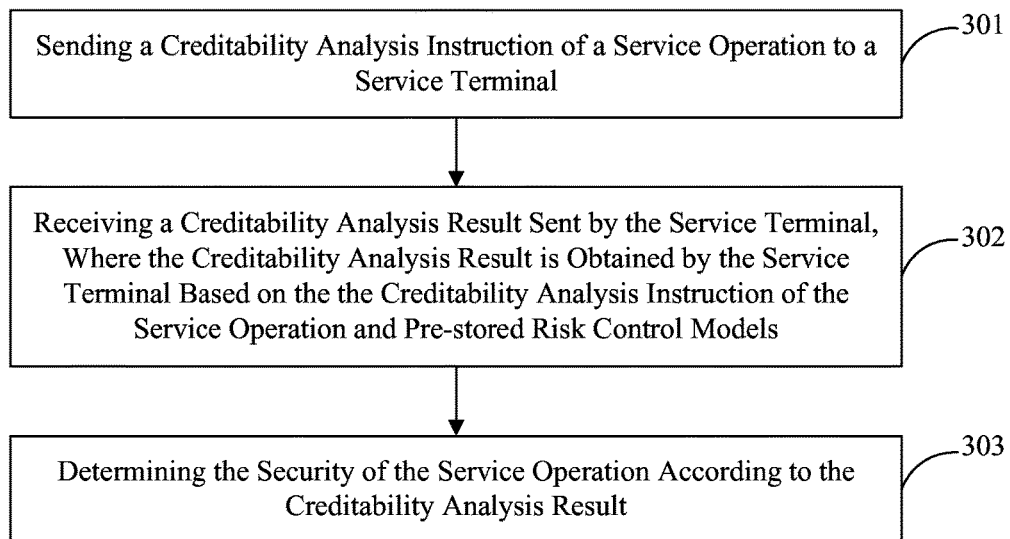 Sending a Creditability Analysis Instruction of a Service Operation to a
Service Terminal
301
Receiving a Creditability Analysis Result Sent by the Service Terminal,
Where the Creditability Analysis Result is Obtained by the Service
Terminal Based on the the Creditability Analysis Instruction of the
Service Operation and Pre-stored Risk Control Models
302
Determining the Security of the Service Operation According to the
Creditability Analysis Result
303